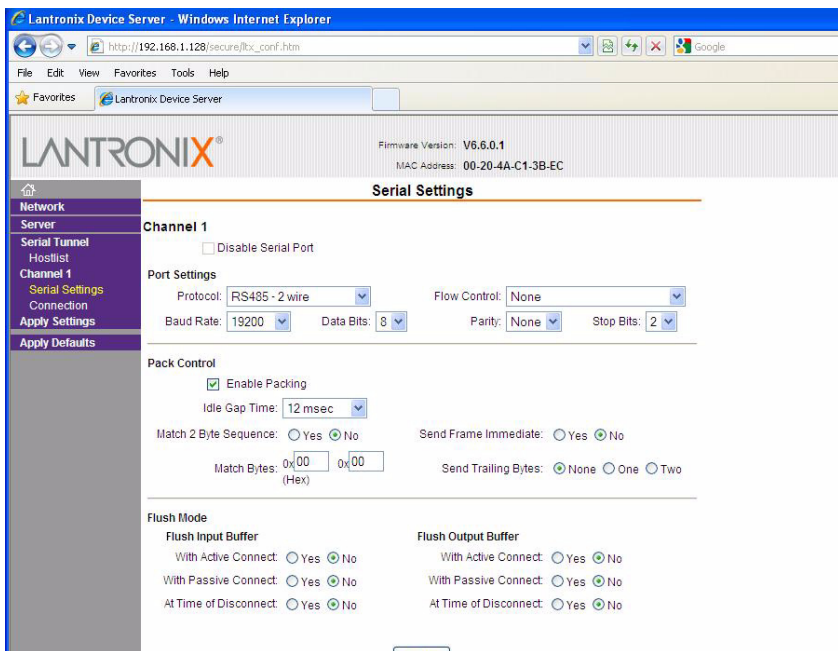 Lantronix Device Server - Windows Internet Explorer
http://192.168.1.128/secure/ltx_conf.htm
Google
File Edit View Favorites Tools Help
Favorites Lantronix Device Server
LANTRONIX®
Firmware Version: V6.6.0.1
MAC Address: 00-20-4A-C1-3B-EC
Network
Server
Serial Tunnel
Hostlist
Channel 1
Serial Settings
Connection
Apply Settings
Apply Defaults
Serial Settings
Channel 1
Disable Serial Port
Port Settings
Protocol: RS485 - 2 wire Flow Control: None
Baud Rate: 19200 Data Bits: 8 Parity: None Stop Bits: 2
Pack Control
Enable Packing
Idle Gap Time: 12 msec
Match 2 Byte Sequence: Yes No Send Frame Immediate: Yes No
Match Bytes: 0x 00 0x 00 Send Trailing Bytes: None One Two
(Hex)
Flush Mode
Flush Input Buffer Flush Output Buffer
With Active Connect: Yes No With Active Connect: Yes No
With Passive Connect: Yes No With Passive Connect: Yes No
At Time of Disconnect: Yes No At Time of Disconnect: Yes No